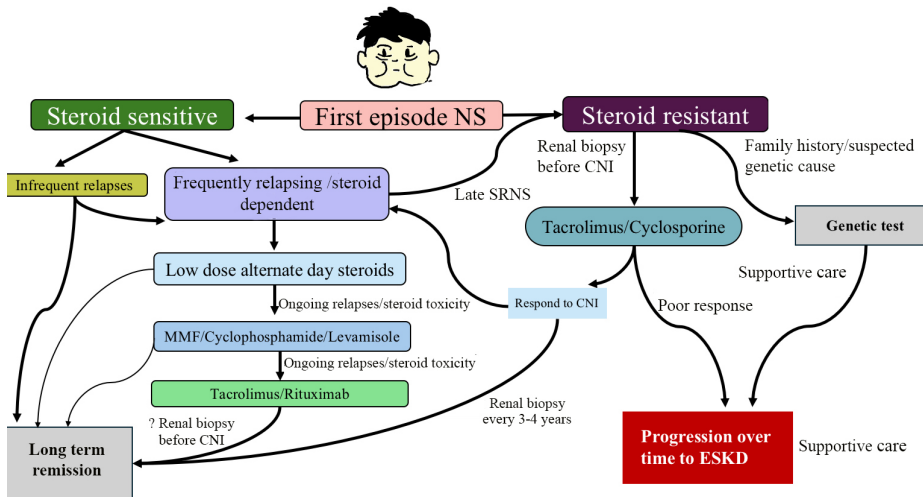 Steroid sensitive
First episode NS
Steroid resistant
Renal biopsy
before CNI
Family history/suspected
genetic cause
Infrequent relapses
Frequently relapsing /steroid
dependent
Late SRNS
Tacrolimus/Cyclosporine
Genetic test
Low dose alternate day steroids
Supportive care
Ongoing relapses/steroid toxicity
Respond to CNI
Poor response
MMF/Cyclophosphamide/Levamisole
Ongoing relapses/steroid toxicity
Tacrolimus/Rituximab
Renal biopsy
every 3-4 years
? Renal biopsy
before CNI
Long term
remission
Progression over
time to ESKD
Supportive care